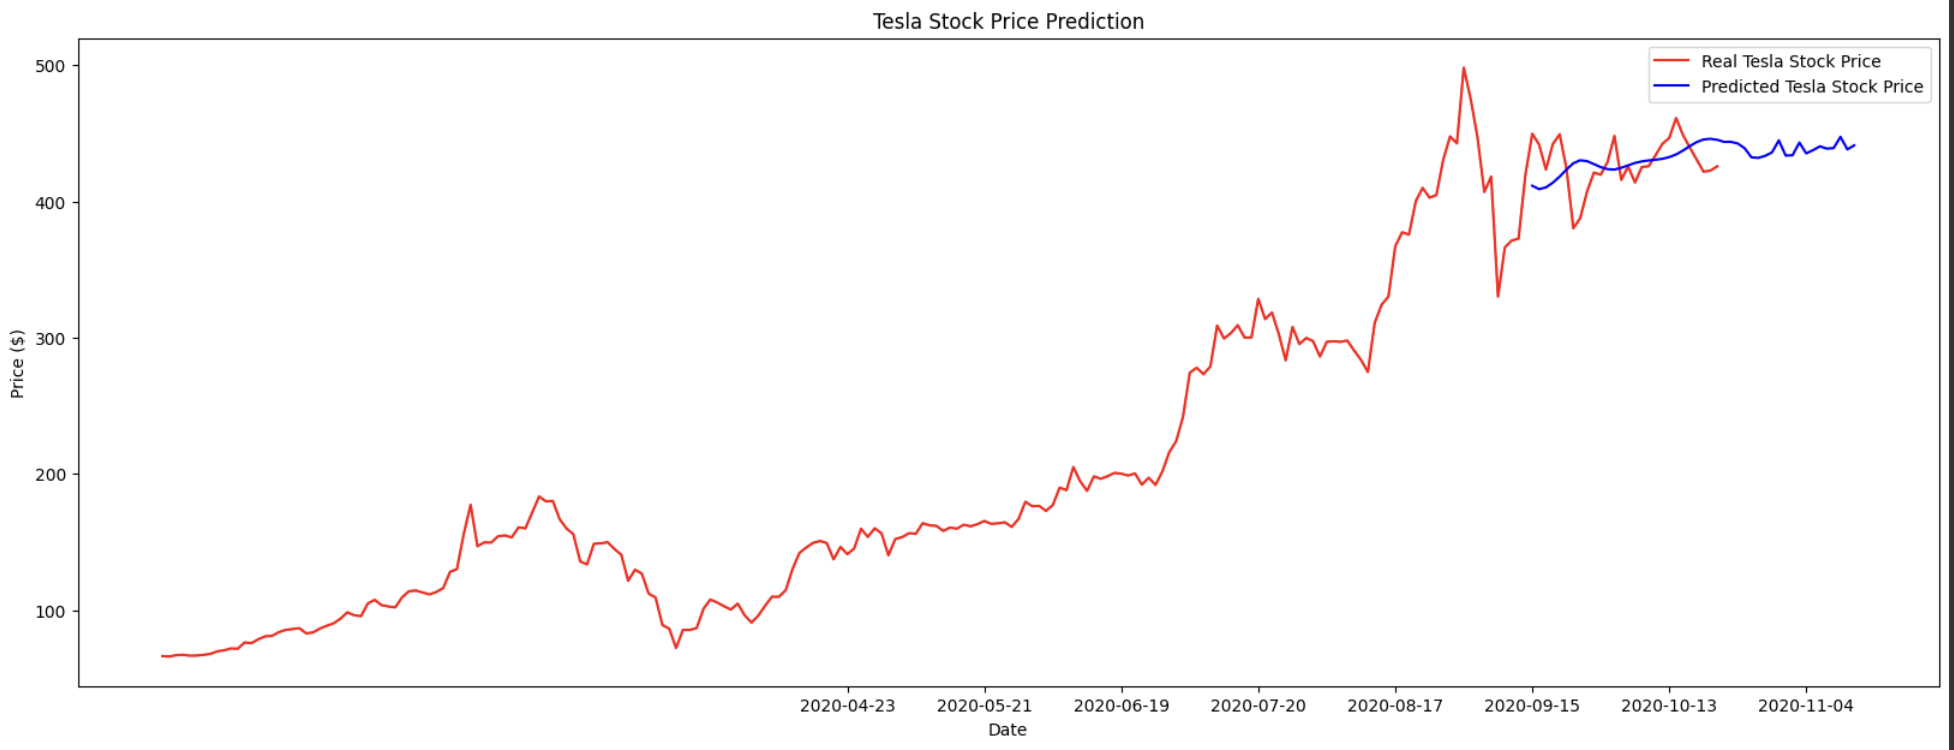 Tesla Stock Price Prediction
Real Tesla Stock Price
Predicted Tesla Stock Price
500
400
300
200
100
Price ($)
2020-04-23 2020-05-21 2020-06-19 2020-07-20 2020-08-17 2020-09-15 2020-10-13 2020-11-04
Date